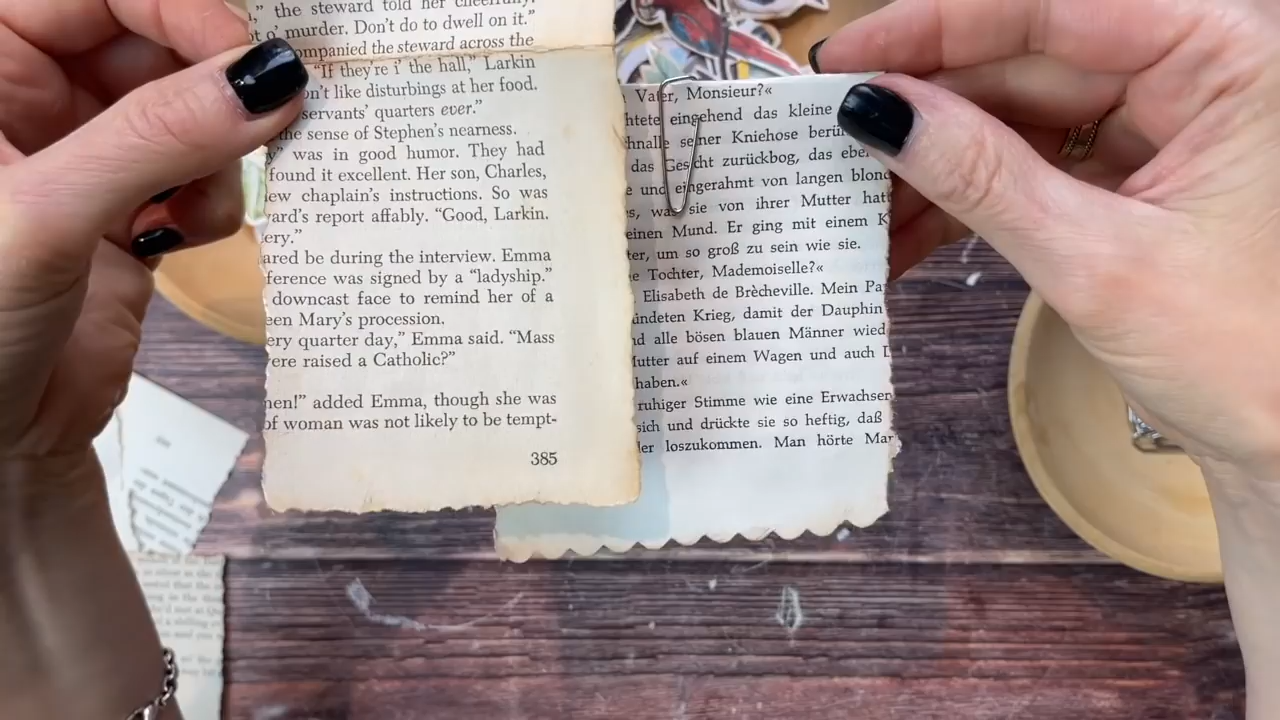 the steward told her cheerfully.
murder. Don't do to dwell on it."
companied the steward across the
"If they're i' the hall," Larkin
on't like disturbings at her food.
servants' quarters ever."
the sense of Stephen's nearness.
y" was in good humor. They had
found it excellent. Her son, Charles,
ew chaplain's instructions. So was
ard's report affably. "Good, Larkin.
ery."
ared be during the interview. Emma
ference was signed by a "ladyship."
downcast face to remind her of a
een Mary's procession.
ery quarter day," Emma said. "Mass
ere raised a Catholic?"
nen!" added Emma, though she was
of woman was not likely to be tempt-
385
Vater, Monsieur?«
htete eingehend das kleine
hnalle seiner Kniehose berü
das Gesicht zurückbog, das eben
e und eingerahmt von langen blond
s, was sie von ihrer Mutter hat
einen Mund. Er ging mit einem K
ter, um so groß zu sein wie sie.
e Tochter, Mademoiselle?«
Elisabeth de Brècheville. Mein Pa
ündeten Krieg, damit der Dauphin
nd alle bösen blauen Männer wied
Mutter auf einem Wagen und auch
haben.«
ruhiger Stimme wie eine Erwachsen
sich und drückte sie so heftig, daß
er loszukommen. Man hörte Mar